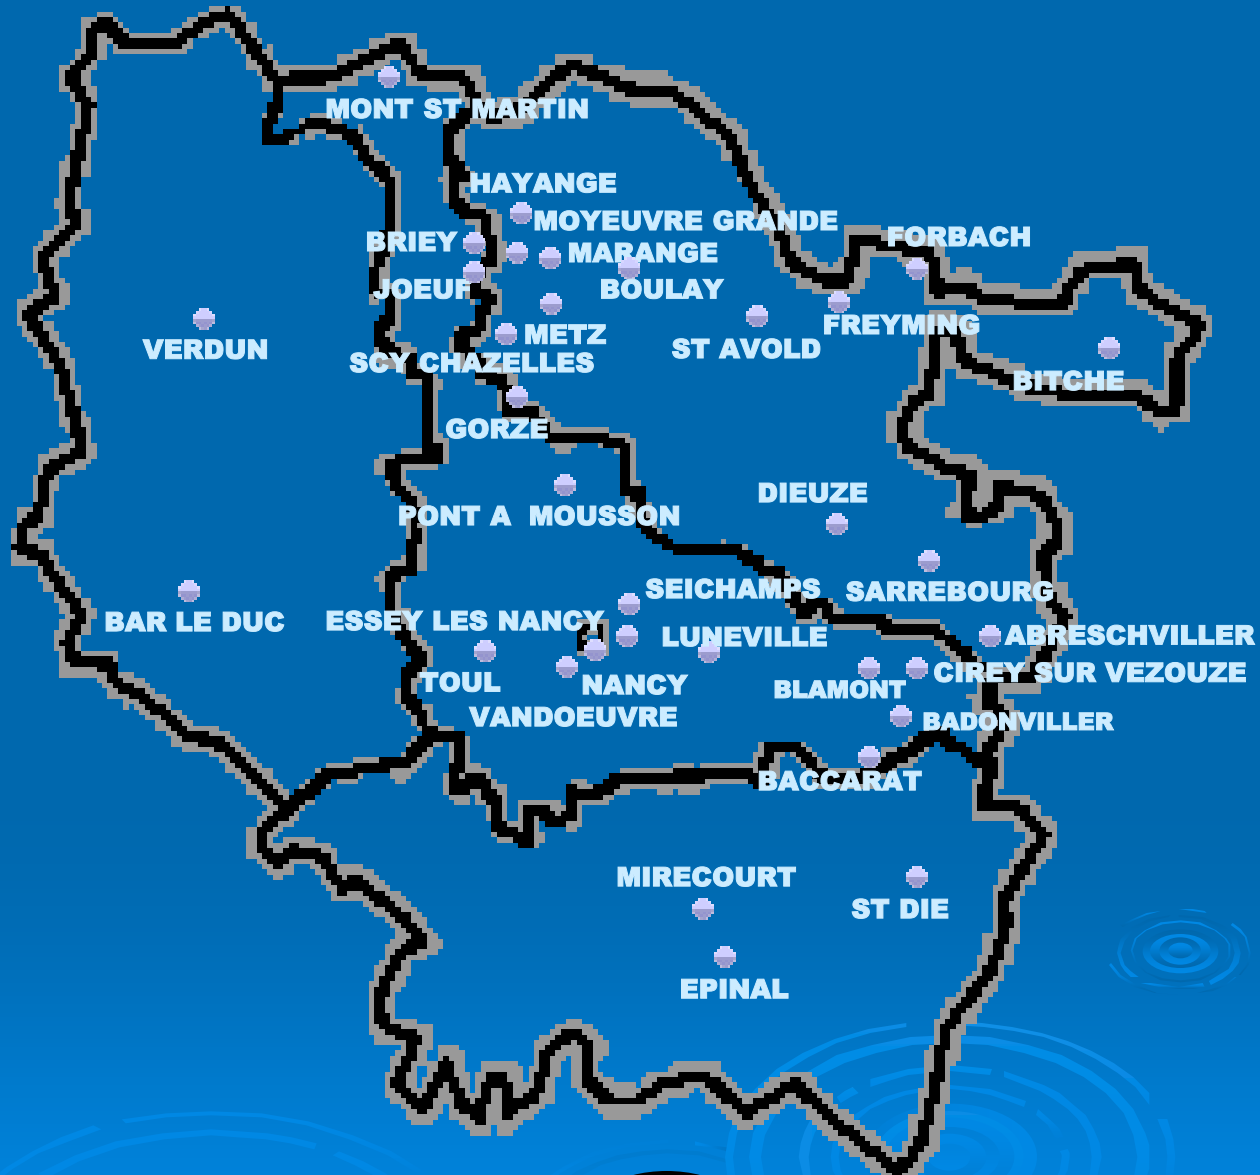 MONT ST MARTIN
HAYANGE
MOYEUVRE GRANDE
FORBACH
BRIEY
MARANGE
JOEUF
BOULAY
FREYMING
METZ
VERDUN
ST AVOLD
SCY CHAZELLES
BITCHE
GORZE
DIEUZE
PONT A MOUSSON
SEICHAMPS
SARREBOURG
BAR LE DUC
ESSEY LES NANCY
LUNEVILLE
ABRESCHVILLER
CIREY SUR VEZOUZE
TOUL
NANCY
BLAMONT
VANDOEUVRE
BADONVILLER
BACCARAT
MIRECOURT
ST DIE
EPINAL